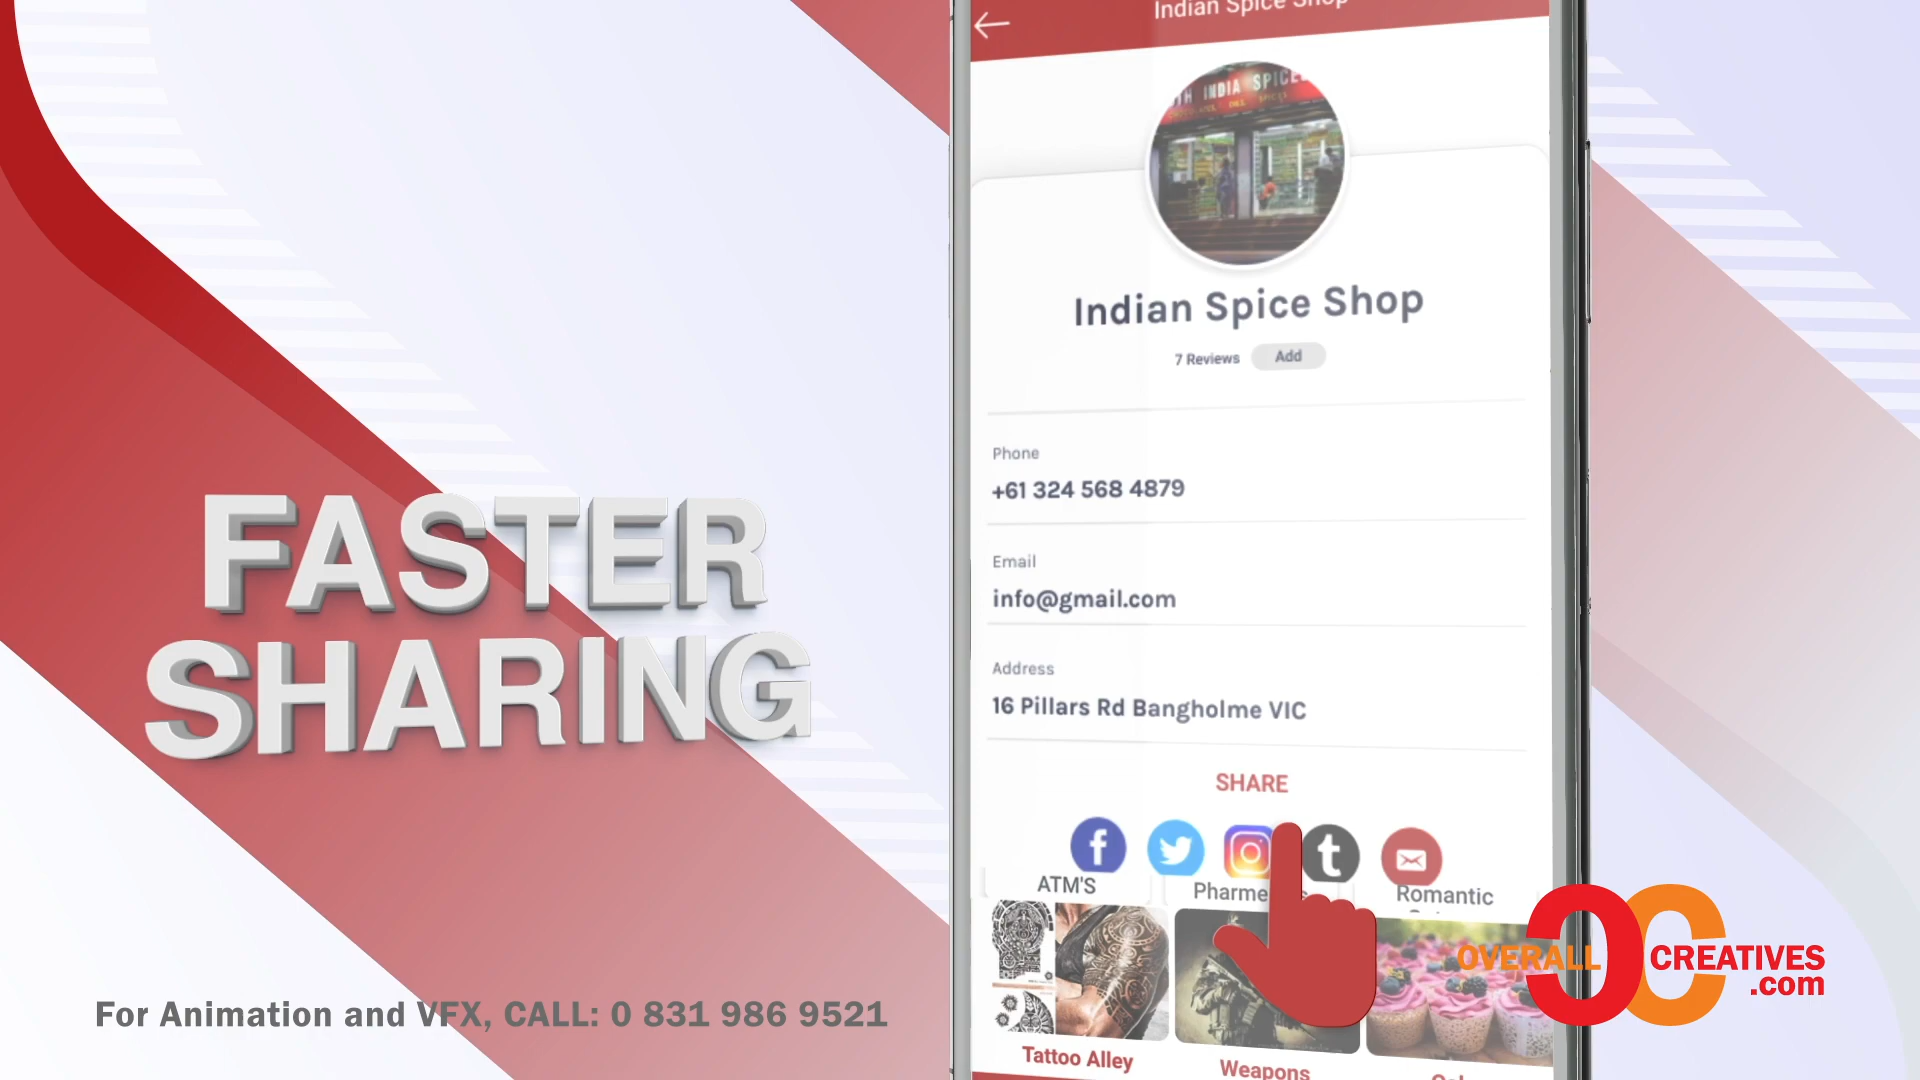 Indian Spice Shop
INDIA SPICE
Indian Spice Shop
7 Reviews Add
Phone
+61 324 568 4879
Email
info@gmail.com
Address
16 Pillars Rd Bangholme VIC
SHARE
ATM'S
Romantic
Tattoo Alley
Weapons
FASTER
SHARING
For Animation and VFX, CALL: 0 831 986 9521
OVERALL CREATIVES
.com